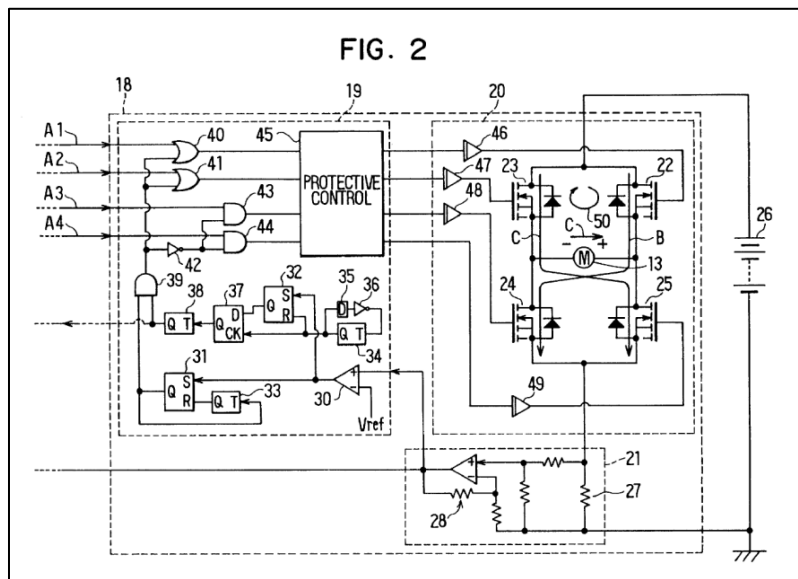 FIG. 2
18
19
20
A1
40
45
46
A2
41
47
23
22
A3
43
PROTECTIVE
CONTROL
48
50
26
A4
44
C
C
B
- +
42
M
13
39
32
35
36
24
25
38
37
Q S
R
Q T
Q D
CK
Q T
34
31
Q S
R
33
Q T
+
-
30
Vref
49
21
+
-
27
28